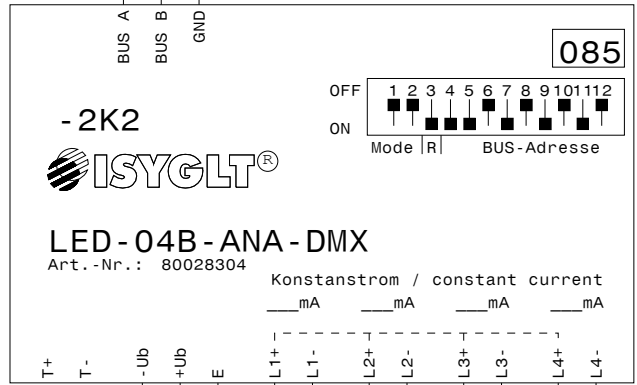 BUS A
BUS B
GND
085
OFF 1 2 3 4 5 6 7 8 9 10 11 12
-2K2
ON
Mode R BUS-Adresse
ISYGLT®
LED-04B-ANA-DMX
Art.-Nr.: 80028304
Konstanstrom / constant current
___mA ___mA ___mA ___mA
T+ T- -Ub +Ub E L1+ L1- L2+ L2- L3+ L3- L4+ L4-